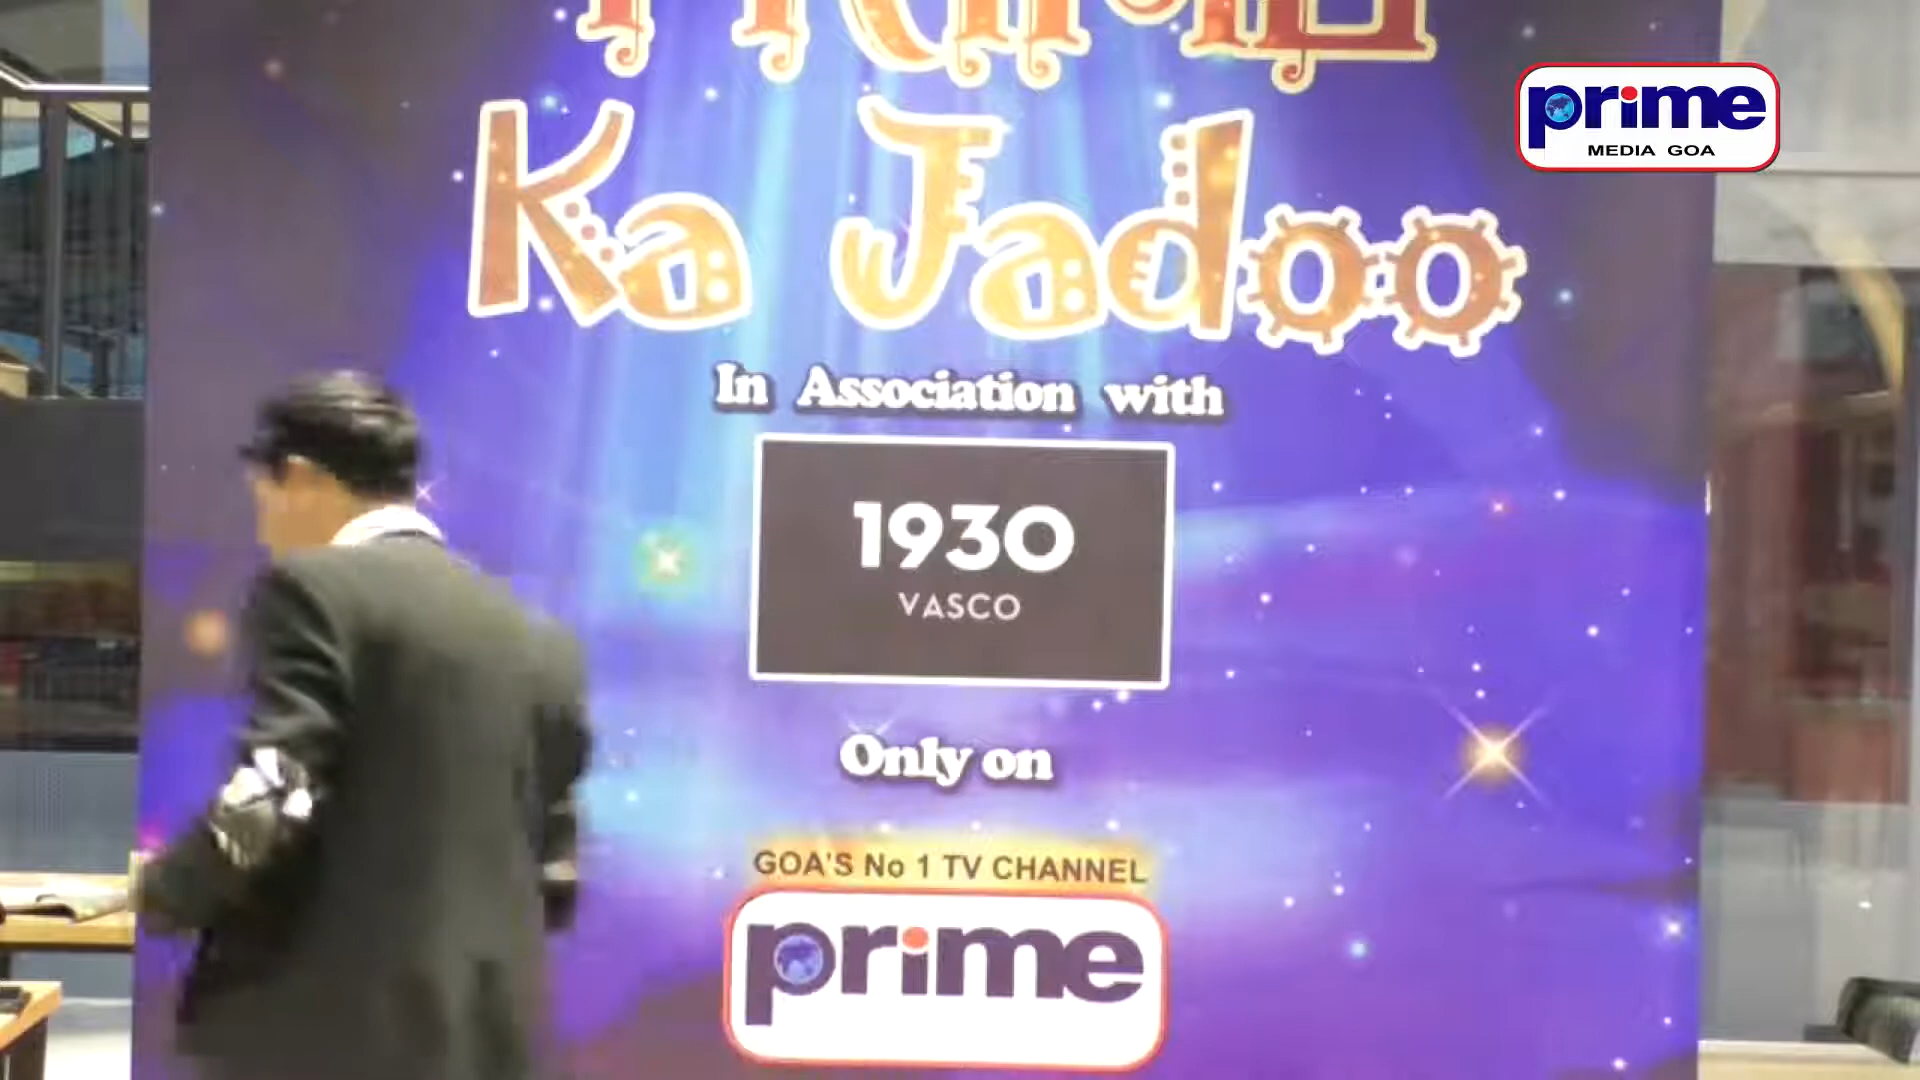 Ka Jadoo
In Association with
1930
VASCO
Only on
GOA'S No 1 TV CHANNEL
prime
prime
MEDIA GOA